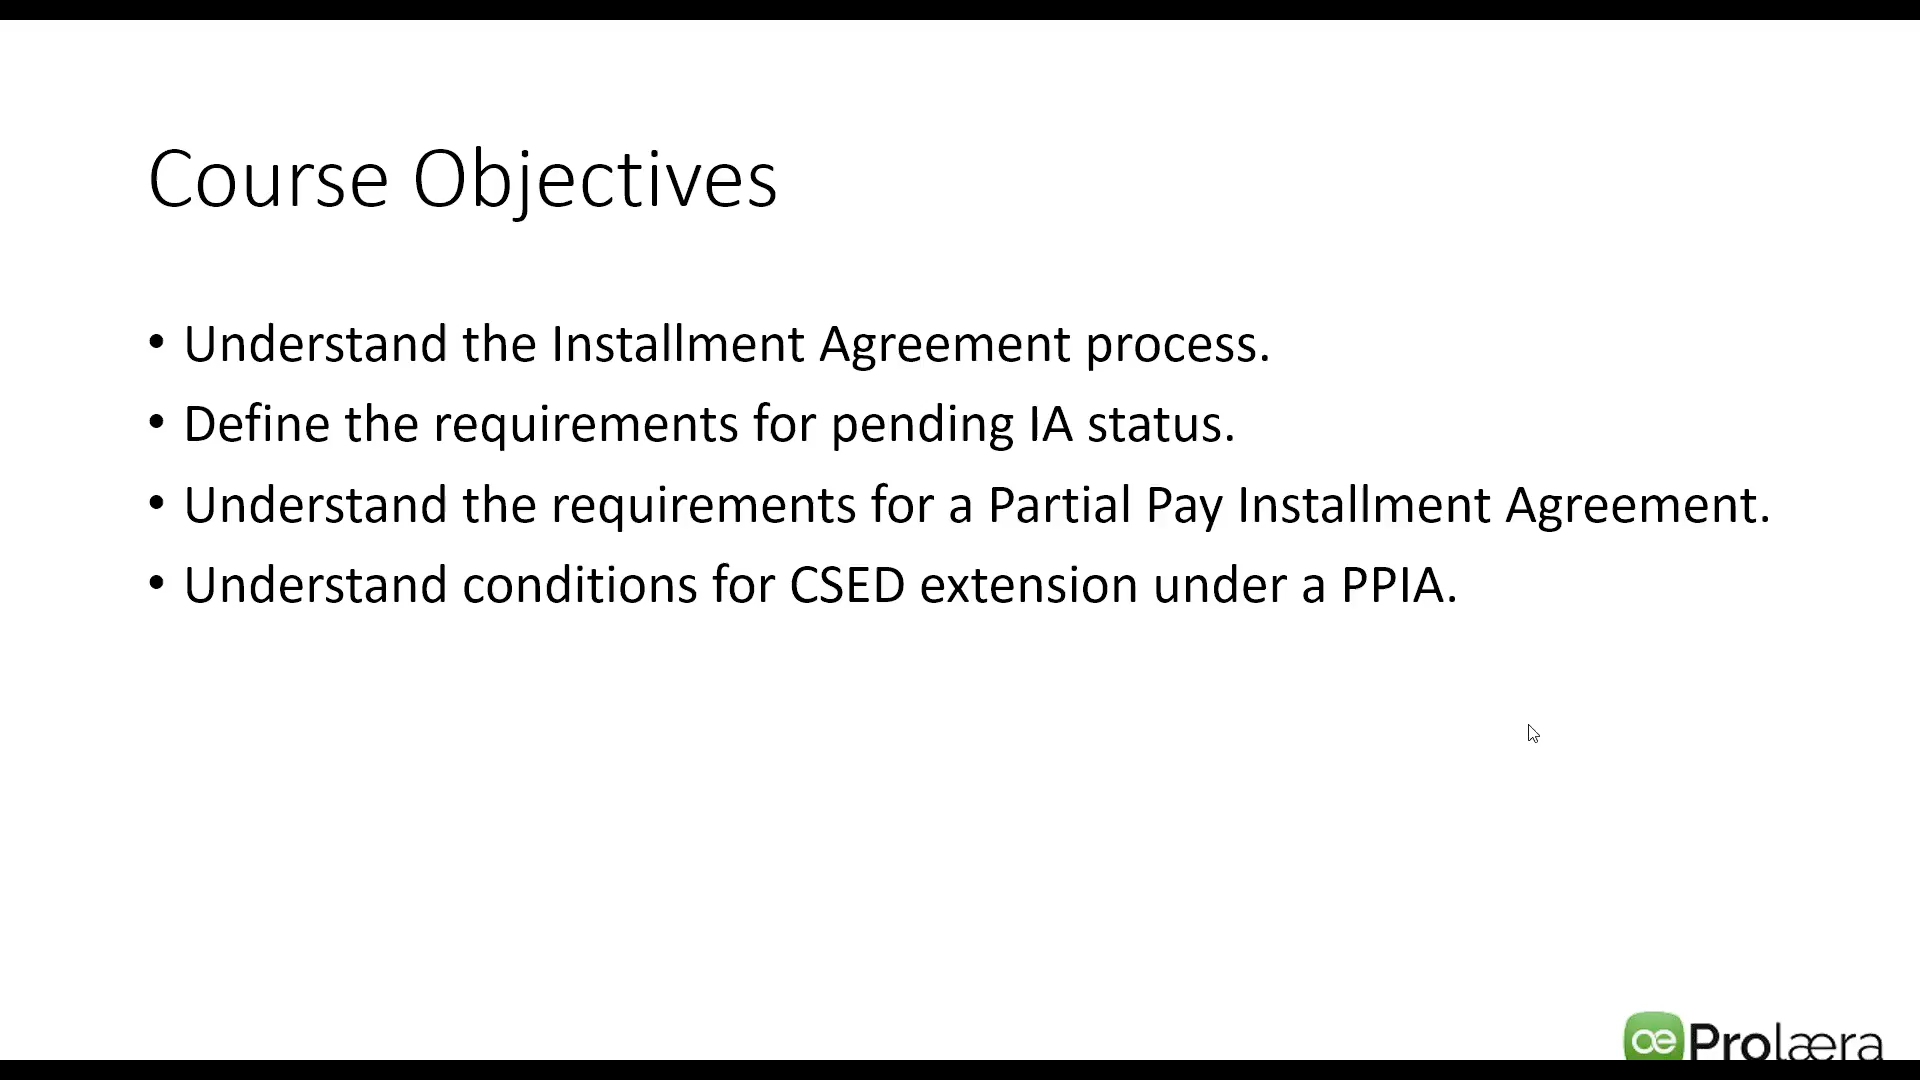 Course Objectives
• Understand the Installment Agreement process.
• Define the requirements for pending IA status.
• Understand the requirements for a Partial Pay Installment Agreement.
• Understand conditions for CSED extension under a PPIA.
œ Prolæra